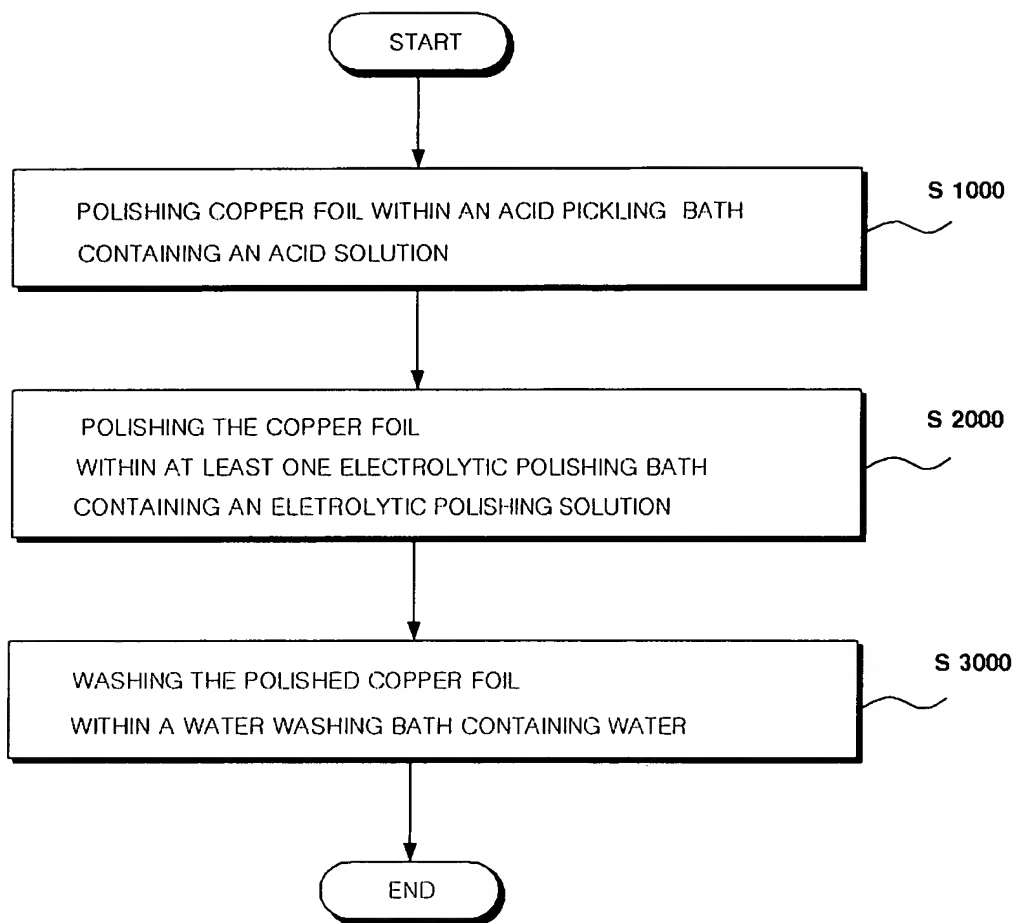 START
S 1000
POLISHING COPPER FOIL WITHIN AN ACID PICKLING BATH
CONTAINING AN ACID SOLUTION
S 2000
POLISHING THE COPPER FOIL
WITHIN AT LEAST ONE ELECTROLYTIC POLISHING BATH
CONTAINING AN ELETROLYTIC POLISHING SOLUTION
S 3000
WASHING THE POLISHED COPPER FOIL
WITHIN A WATER WASHING BATH CONTAINING WATER
END